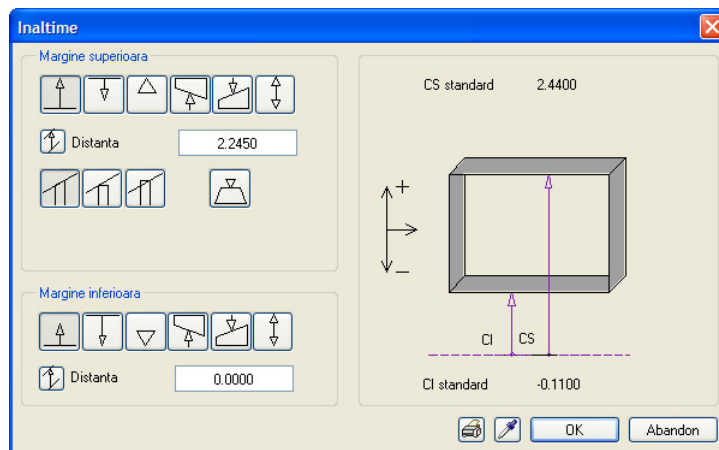 Inaltime
Margine superioara
Distanta 2.2450
Margine inferioara
Distanta 0.0000
CS standard 2.4400
+
−
CI CS
CI standard -0.1100
OK Abandon